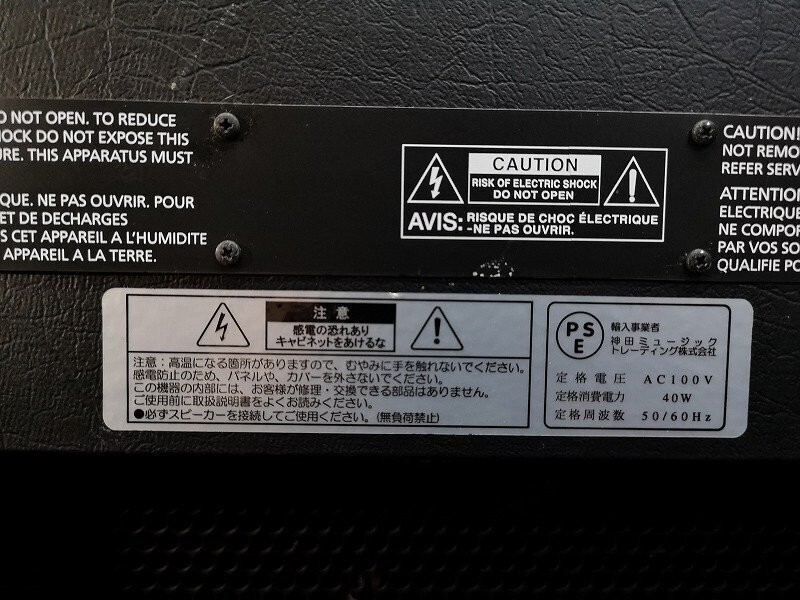 O NOT OPEN. TO REDUCE
HOCK DO NOT EXPOSE THIS
URE. THIS APPARATUS MUST
QUE. NE PAS OUVRIR. POUR
ET DE DECHARGES
S CET APPAREIL A L'HUMIDITE
APPAREIL A LA TERRE.
CAUTION
RISK OF ELECTRIC SHOCK
DO NOT OPEN
AVIS: RISQUE DE CHOC ÉLECTRIQUE
-NE PAS OUVRIR.
CAUTION!
NOT REMO
REFER SERV
ATTENTION
ELECTRIQUE
NE COMPOR
PAR VOS SO
QUALIFIE PO
注意
感電の恐れあり
キャビネットをあけるな
注意：高温になる箇所がありますので、むやみに手を触れないでください。
感電防止のため、パネルや、カバーを外さないでください。
この機器の内部には、お客様が修理・交換できる部品はありません。
ご使用前に取扱説明書をよくお読みください。
●必ずスピーカーを接続してご使用ください。(無負荷禁止)
PS
E
輸入事業者
神田ミュージック
トレーディング株式会社
定格電圧 AC100V
定格消費電力 40W
定格周波数 50/60Hz